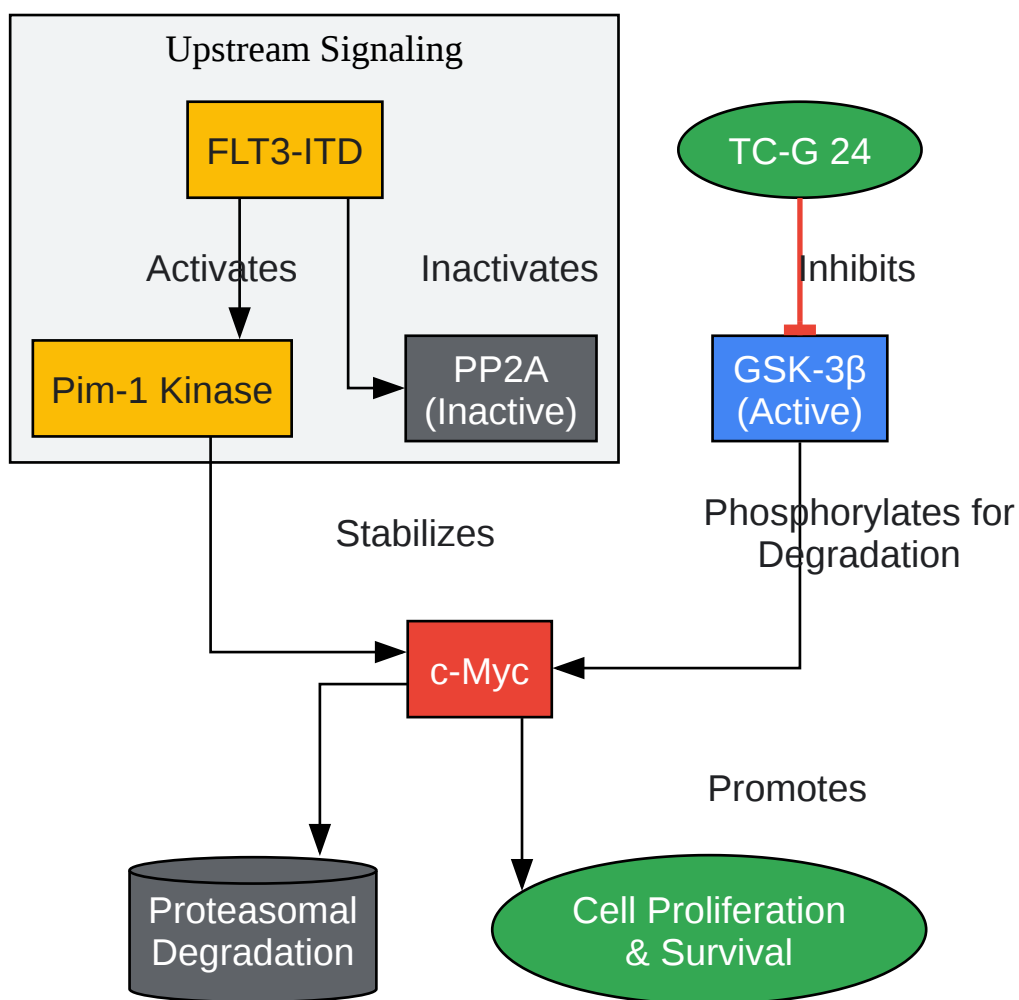 Upstream Signaling
FLT3-ITD
TC-G 24
Activates
Inactivates
Inhibits
Pim-1 Kinase
PP2A
(Inactive)
GSK-3β
(Active)
Stabilizes
Phosphorylates for
Degradation
c-Myc
Promotes
Proteasomal
Degradation
Cell Proliferation
& Survival